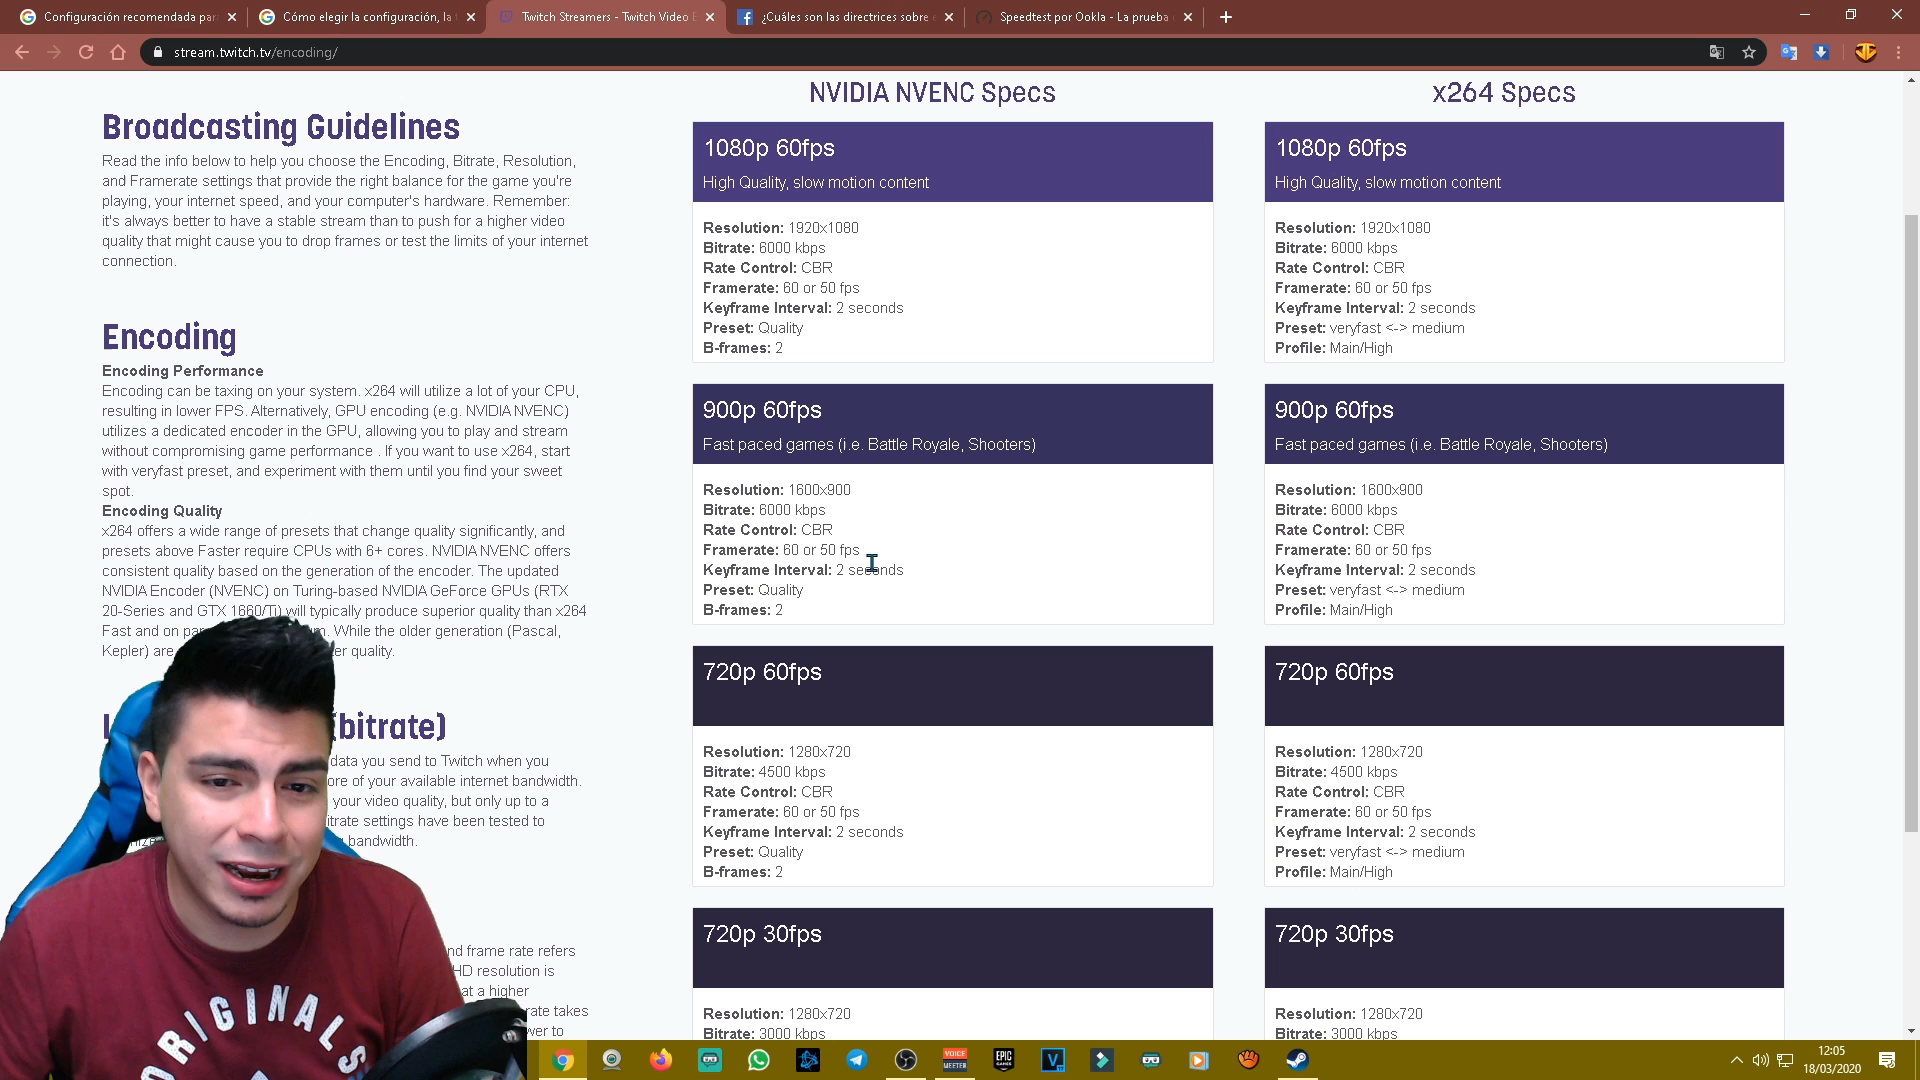 Configuración recomendada par
Cómo elegir la configuración, la t
Twitch Streamers - Twitch Video E
¿Cuáles son las directrices sobre e
Speedtest por Ookla - La prueba
stream.twitch.tv/encoding/
Broadcasting Guidelines
Read the info below to help you choose the Encoding, Bitrate, Resolution,
and Framerate settings that provide the right balance for the game you're
playing, your internet speed, and your computer's hardware. Remember:
it's always better to have a stable stream than to push for a higher video
quality that might cause you to drop frames or test the limits of your internet
connection.
Encoding
Encoding Performance
Encoding can be taxing on your system. x264 will utilize a lot of your CPU,
resulting in lower FPS. Alternatively, GPU encoding (e.g. NVIDIA NVENC)
utilizes a dedicated encoder in the GPU, allowing you to play and stream
without compromising game performance . If you want to use x264, start
with veryfast preset, and experiment with them until you find your sweet
spot.
Encoding Quality
x264 offers a wide range of presets that change quality significantly, and
presets above Faster require CPUs with 6+ cores. NVIDIA NVENC offers
consistent quality based on the generation of the encoder. The updated
NVIDIA Encoder (NVENC) on Turing-based NVIDIA GeForce GPUs (RTX
20-Series and GTX 1660/Ti) will typically produce superior quality than x264
Fast and on par m. While the older generation (Pascal,
Kepler) are er quality.
(bitrate)
data you send to Twitch when you
ore of your available internet bandwidth.
your video quality, but only up to a
itrate settings have been tested to
bandwidth.
nd frame rate refers
HD resolution is
at a higher
rate takes
wer to
ORIGINALS
NVIDIA NVENC Specs
1080p 60fps
High Quality, slow motion content
Resolution: 1920x1080
Bitrate: 6000 kbps
Rate Control: CBR
Framerate: 60 or 50 fps
Keyframe Interval: 2 seconds
Preset: Quality
B-frames: 2
900p 60fps
Fast paced games (i.e. Battle Royale, Shooters)
Resolution: 1600x900
Bitrate: 6000 kbps
Rate Control: CBR
Framerate: 60 or 50 fps
Keyframe Interval: 2 seconds
Preset: Quality
B-frames: 2
720p 60fps
Resolution: 1280x720
Bitrate: 4500 kbps
Rate Control: CBR
Framerate: 60 or 50 fps
Keyframe Interval: 2 seconds
Preset: Quality
B-frames: 2
720p 30fps
Resolution: 1280x720
Bitrate: 3000 kbps
x264 Specs
1080p 60fps
High Quality, slow motion content
Resolution: 1920x1080
Bitrate: 6000 kbps
Rate Control: CBR
Framerate: 60 or 50 fps
Keyframe Interval: 2 seconds
Preset: veryfast <-> medium
Profile: Main/High
900p 60fps
Fast paced games (i.e. Battle Royale, Shooters)
Resolution: 1600x900
Bitrate: 6000 kbps
Rate Control: CBR
Framerate: 60 or 50 fps
Keyframe Interval: 2 seconds
Preset: veryfast <-> medium
Profile: Main/High
720p 60fps
Resolution: 1280x720
Bitrate: 4500 kbps
Rate Control: CBR
Framerate: 60 or 50 fps
Keyframe Interval: 2 seconds
Preset: veryfast <-> medium
Profile: Main/High
720p 30fps
Resolution: 1280x720
Bitrate: 3000 kbps
VOICE
MEETER
EPIC
GAMES
12:05
18/03/2020